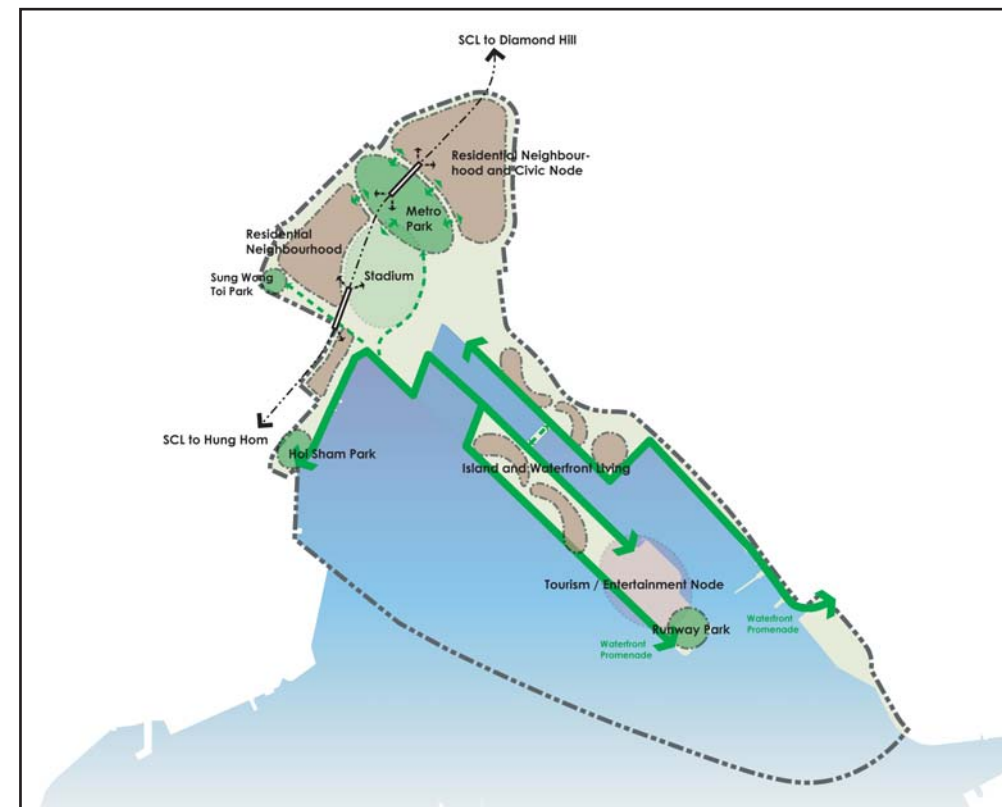 SCL to Diamond Hill
Residential Neighbour-
hood and Civic Node
Metro
Park
Residential
Neighbourhood
Stadium
Sung Wong
Toi Park
SCL to Hung Hom
Hoi Sham Park
Island and Waterfront Living
Tourism / Entertainment Node
Runway Park
Waterfront
Promenade
Waterfront
Promenade